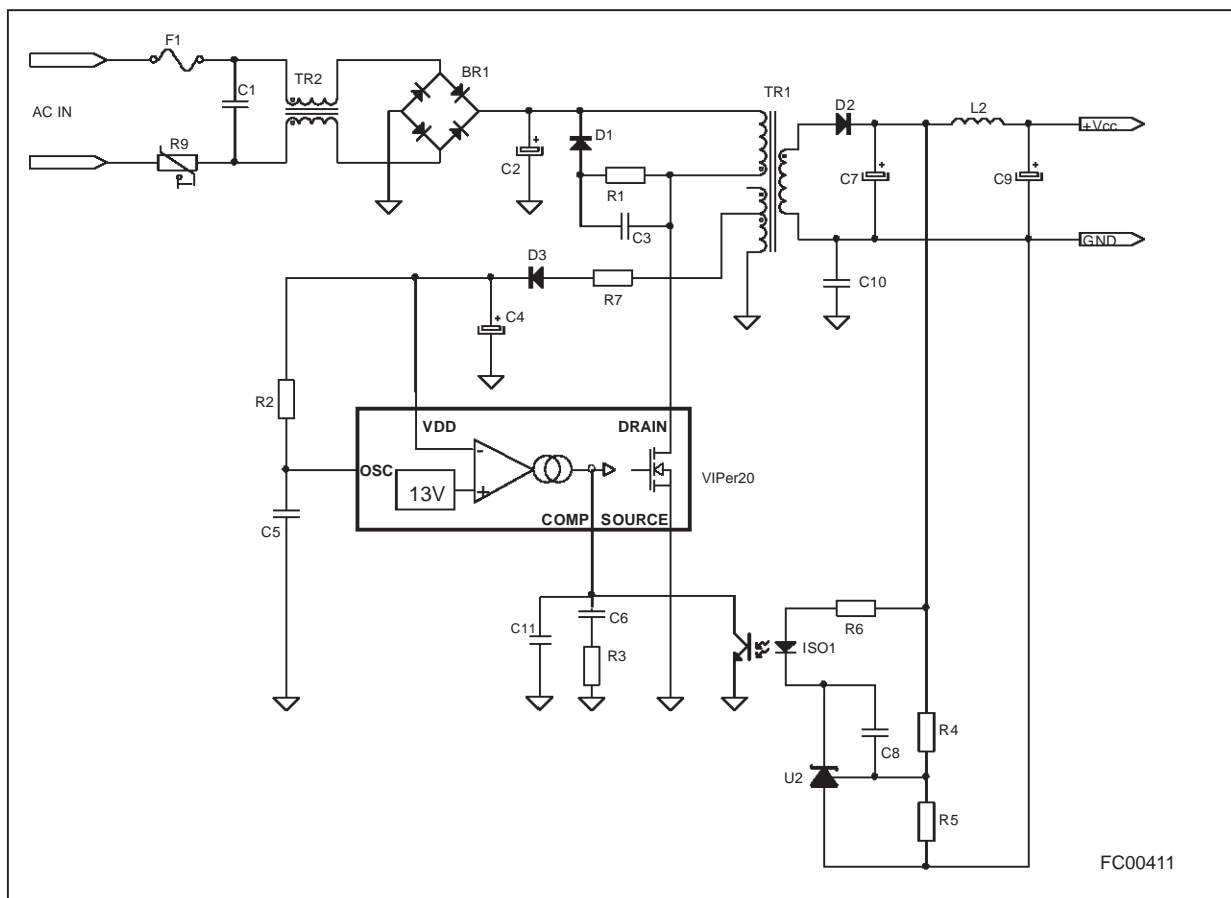 F1
BR1
TR1
TR2
C1
D2
L2
AC IN
D1
+Vcc
R9
C2
C7
C9
T°
R1
C3
GND
D3
R7
C10
C4
R2
VDD
DRAIN
OSC
-
13V
+
VIPer20
COMP
SOURCE
C5
C11
C6
R6
ISO1
R3
R4
C8
U2
R5
FC00411